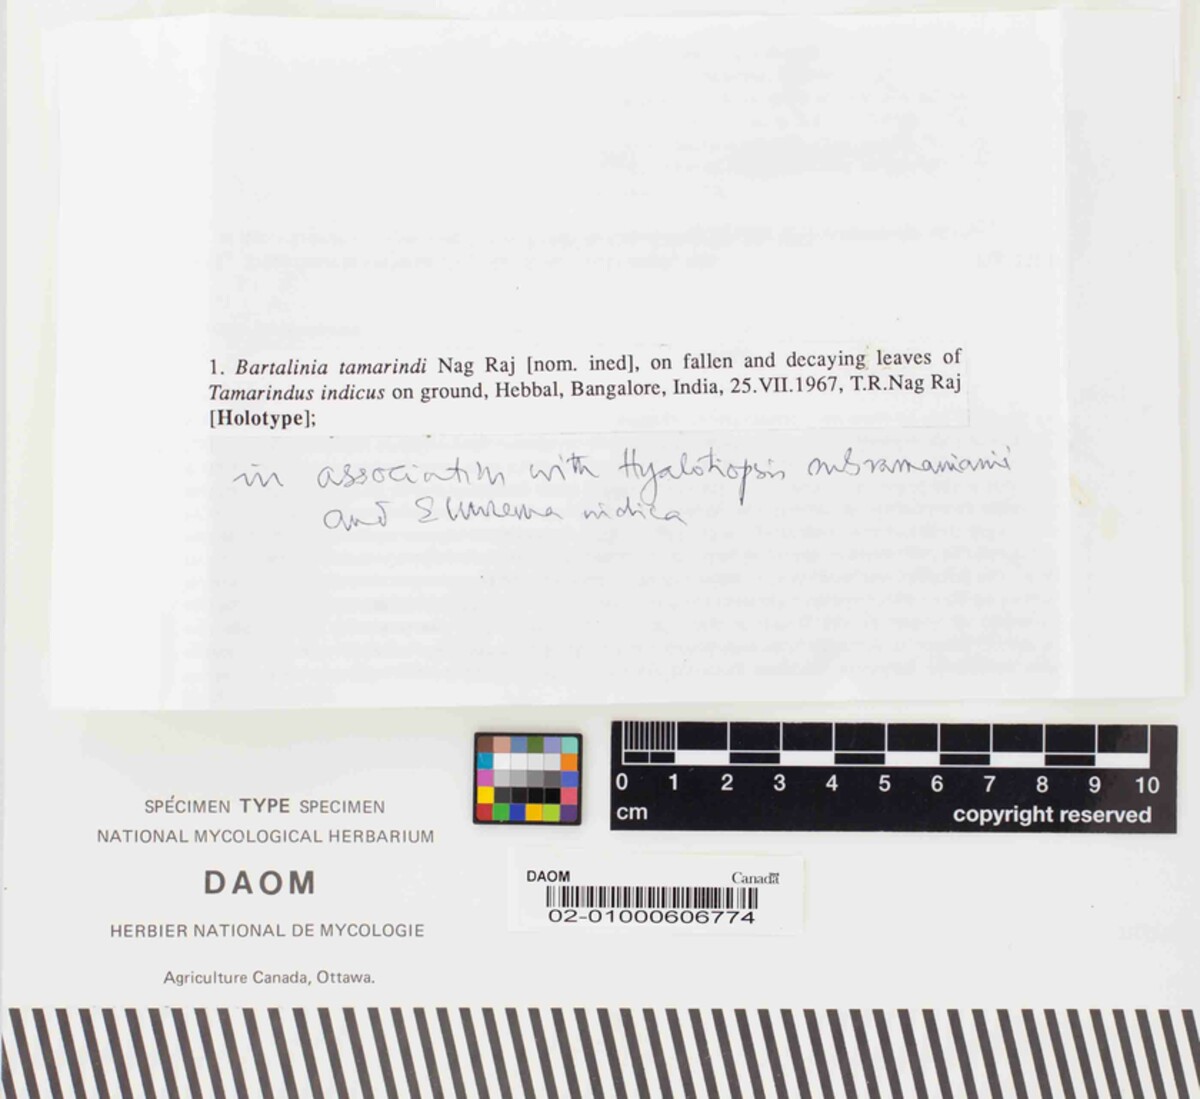 1. Bartalinia tamarindi Nag Raj [nom. ined], on fallen and decaying leaves of
Tamarindus indicus on ground, Hebbal, Bangalore, India, 25.VII.1967, T.R.Nag Raj
[Holotype];
in association with Hyalotiopsis subramanianii
and indica
0 1 2 3 4 5 6 7 8 9 10
cm copyright reserved
SPÉCIMEN TYPE SPECIMEN
NATIONAL MYCOLOGICAL HERBARIUM
DAOM
HERBIER NATIONAL DE MYCOLOGIE
Agriculture Canada, Ottawa.
DAOM Canada
02-01000606774